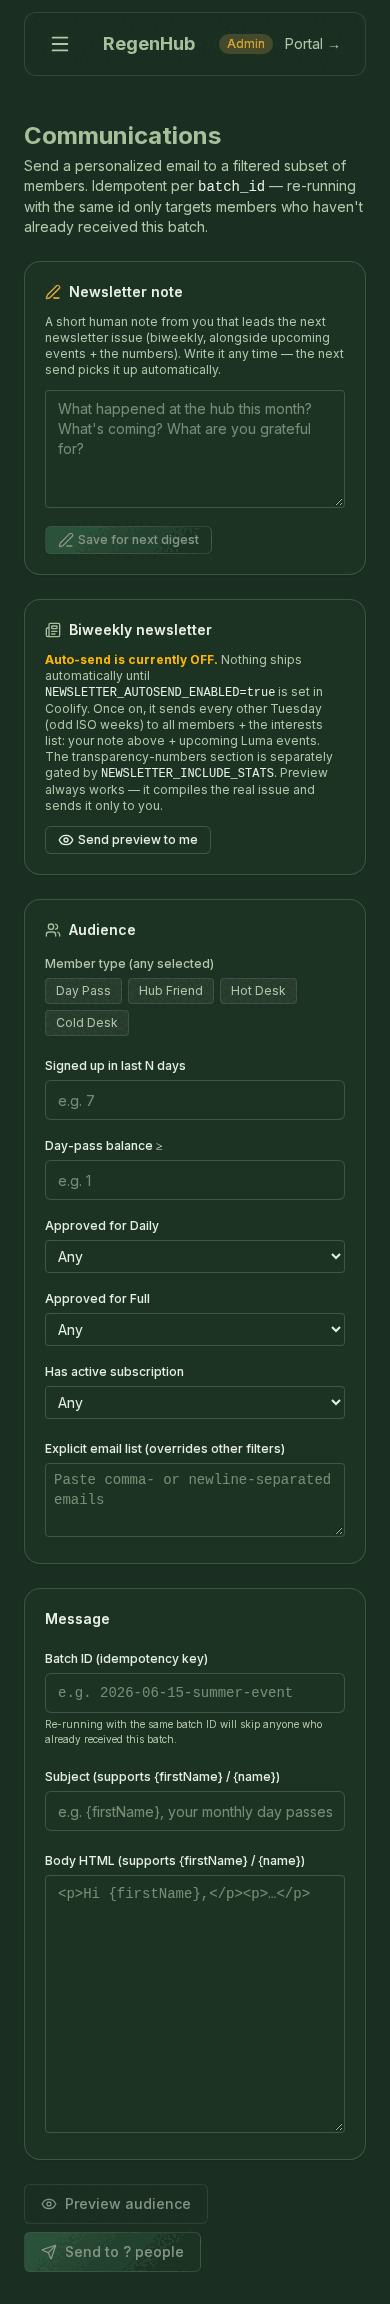 RegenHub Admin Portal →
Communications
Send a personalized email to a filtered subset of
members. Idempotent per batch_id — re-running
with the same id only targets members who haven't
already received this batch.
Newsletter note
A short human note from you that leads the next
newsletter issue (biweekly, alongside upcoming
events + the numbers). Write it any time — the next
send picks it up automatically.
What happened at the hub this month?
What's coming? What are you grateful
for?
Save for next digest
Biweekly newsletter
Auto-send is currently OFF. Nothing ships
automatically until
NEWSLETTER_AUTOSEND_ENABLED=true is set in
Coolify. Once on, it sends every other Tuesday
(odd ISO weeks) to all members + the interests
list: your note above + upcoming Luma events.
The transparency-numbers section is separately
gated by NEWSLETTER_INCLUDE_STATS. Preview
always works — it compiles the real issue and
sends it only to you.
Send preview to me
Audience
Member type (any selected)
Day Pass Hub Friend Hot Desk
Cold Desk
Signed up in last N days
e.g. 7
Day-pass balance ≥
e.g. 1
Approved for Daily
Any
Approved for Full
Any
Has active subscription
Any
Explicit email list (overrides other filters)
Paste comma- or newline-separated
emails
Message
Batch ID (idempotency key)
e.g. 2026-06-15-summer-event
Re-running with the same batch ID will skip anyone who
already received this batch.
Subject (supports {firstName} / {name})
e.g. {firstName}, your monthly day passes
Body HTML (supports {firstName} / {name})
<p>Hi {firstName},</p><p>…</p>
Preview audience
Send to ? people